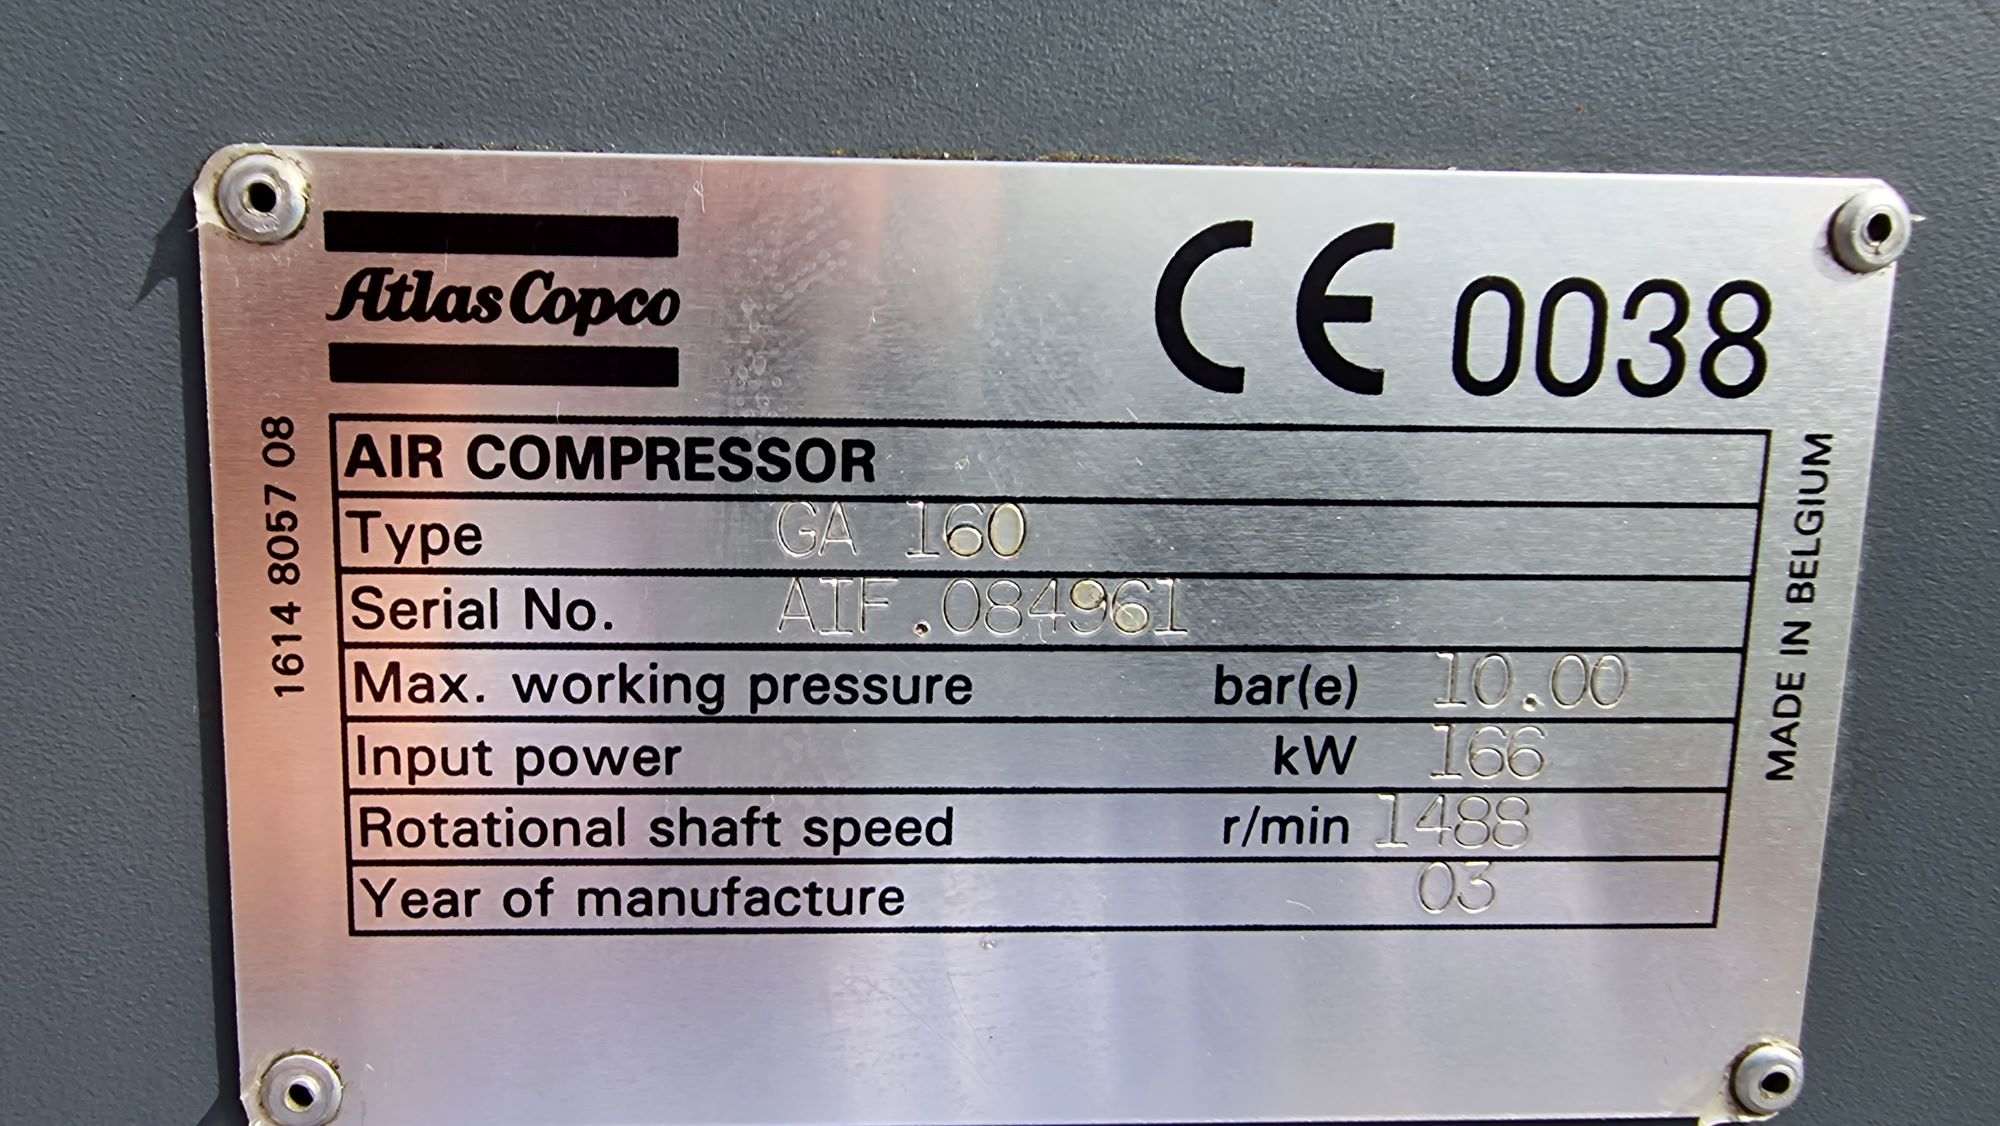 Atlas Copco
CE 0038
AIR COMPRESSOR
Type GA 160
Serial No. AIF.084961
Max. working pressure bar(e) 10.00
Input power kW 166
Rotational shaft speed r/min 1488
Year of manufacture 03
1614 8057 08
MADE IN BELGIUM